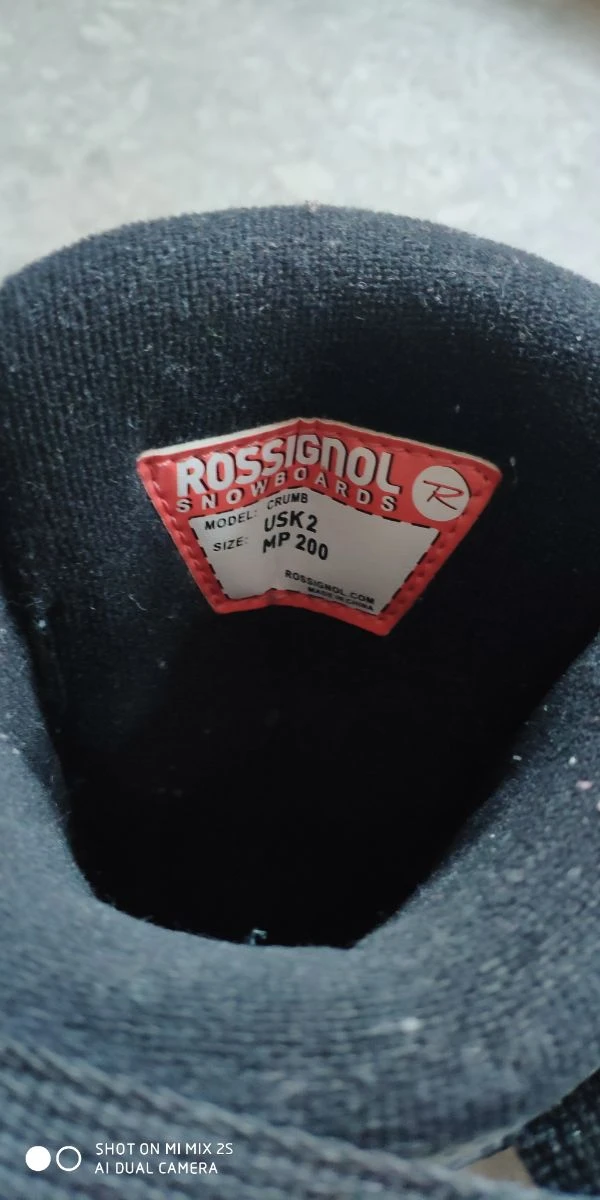 ROSSIGNOL
SNOWBOARDS
R
MODEL: CRUMB
SIZE: USK2
MP 200
ROSSIGNOL.COM
MADE IN CHINA
SHOT ON MI MIX 2S
AI DUAL CAMERA